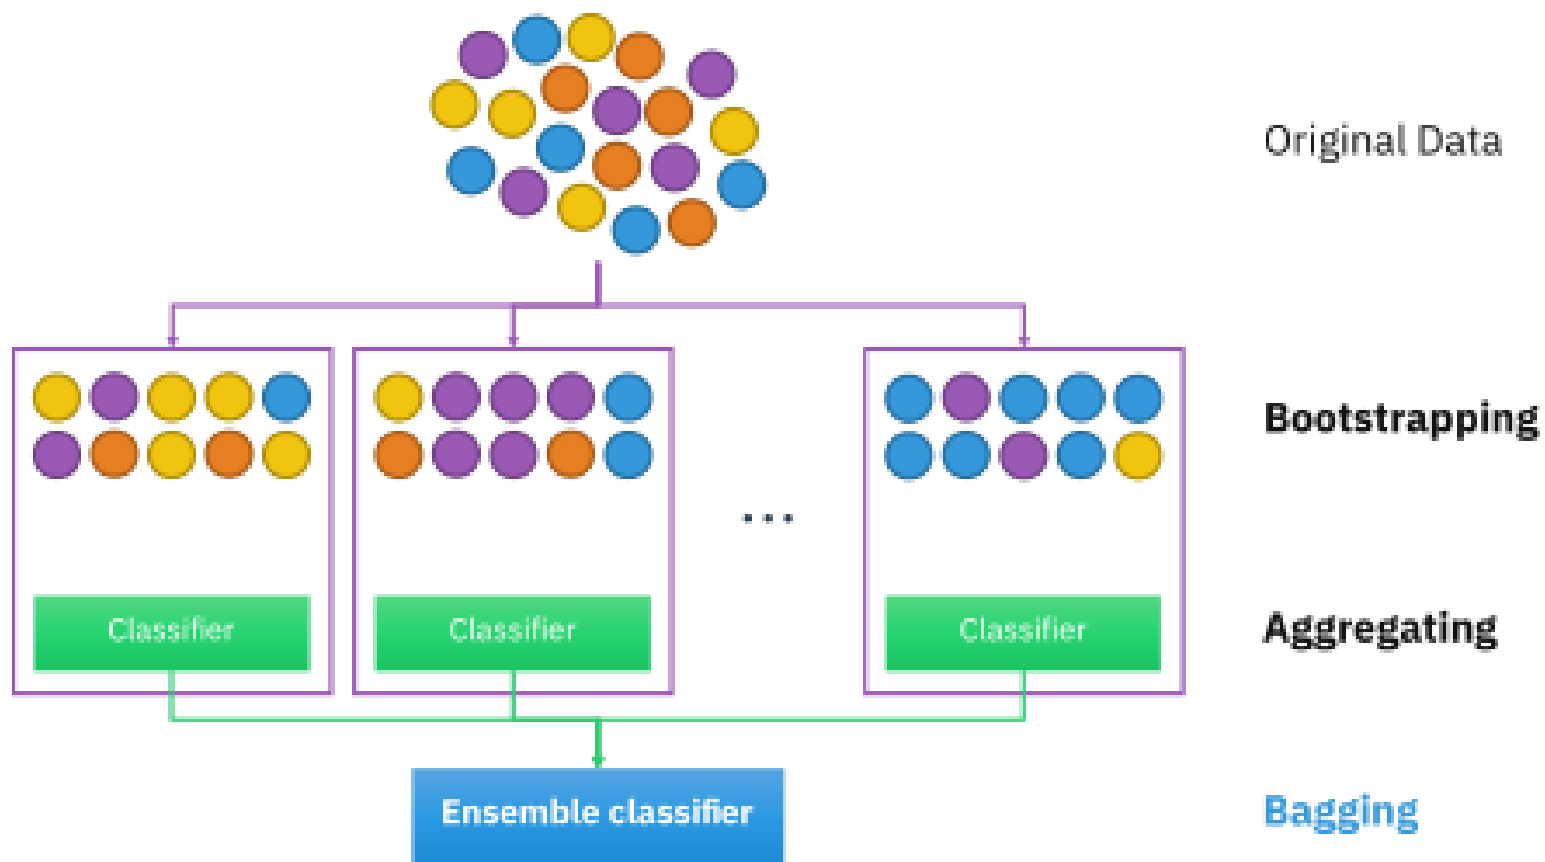 Original Data
Bootstrapping
...
Classifier
Classifier
Classifier
Aggregating
Ensemble classifier
Bagging